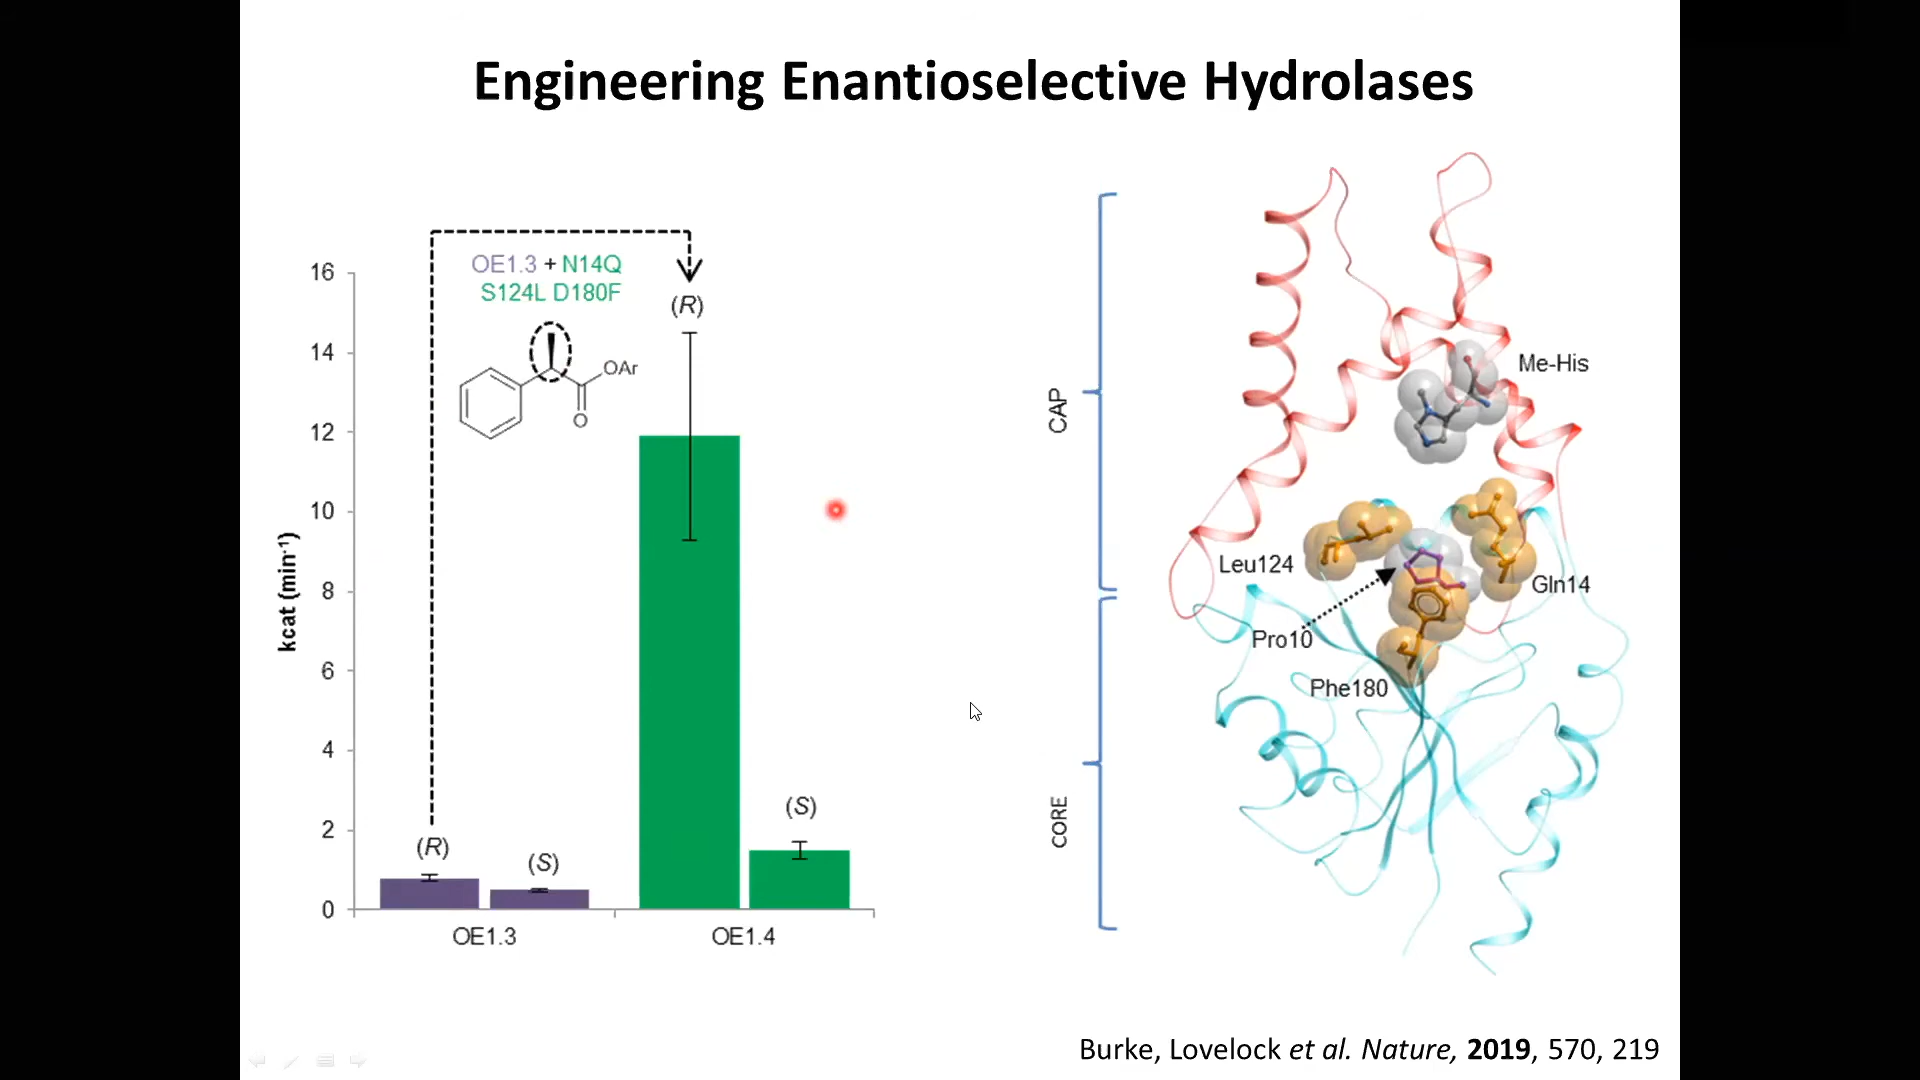 Engineering Enantioselective Hydrolases
OE1.3 + N14Q
S124L D180F
(R)
OAr
O
16
14
12
10
8
6
4
2
0
kcat (min-1)
(R)
(S)
(S)
OE1.3
OE1.4
CAP
CORE
Me-His
Leu124
Gln14
Pro10
Phe180
Burke, Lovelock et al. Nature, 2019, 570, 219